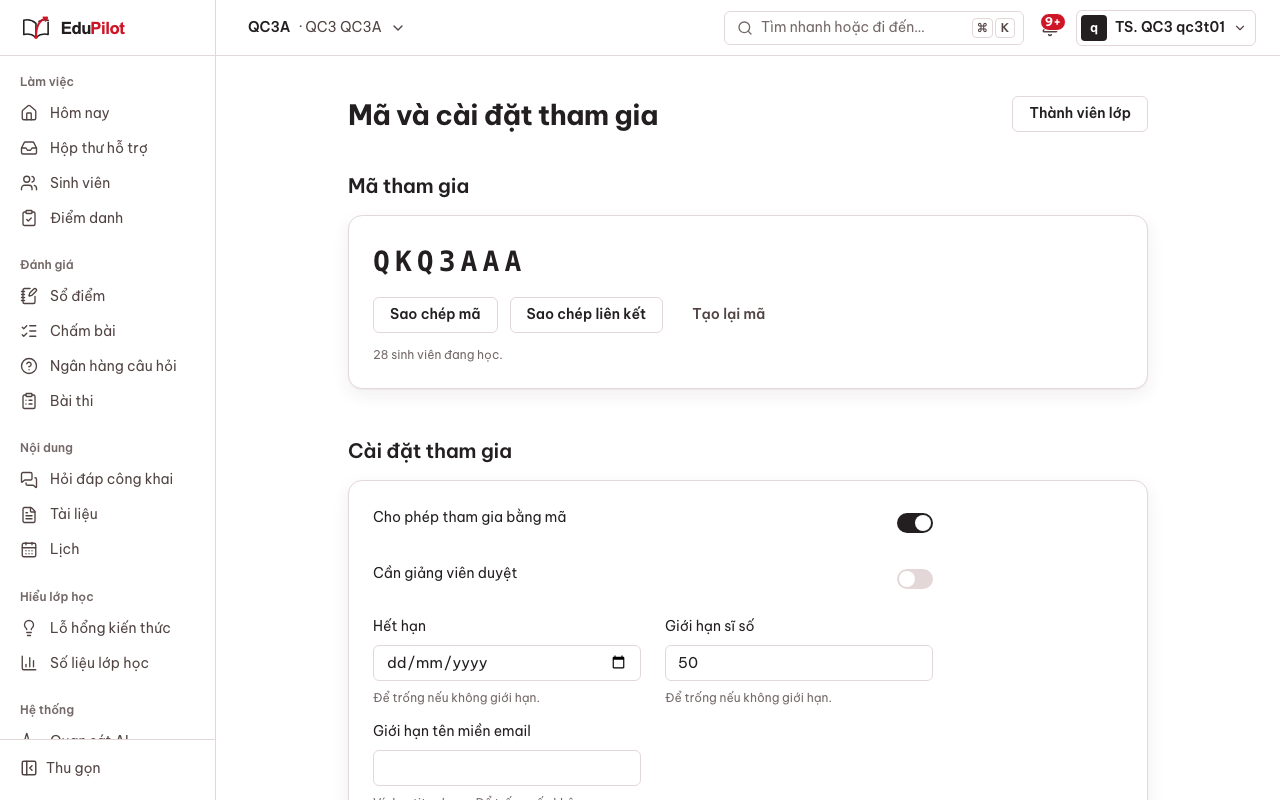 EduPilot
QC3A · QC3 QC3A
Tìm nhanh hoặc đi đến... ⌘ K
9+
q TS. QC3 qc3t01
Làm việc
Hôm nay
Hộp thư hỗ trợ
Sinh viên
Điểm danh
Đánh giá
Sổ điểm
Chấm bài
Ngân hàng câu hỏi
Bài thi
Nội dung
Hỏi đáp công khai
Tài liệu
Lịch
Hiểu lớp học
Lỗ hổng kiến thức
Số liệu lớp học
Hệ thống
Quan sát AI
Thu gọn
Mã và cài đặt tham gia
Thành viên lớp
Mã tham gia
QKQ3AAA
Sao chép mã Sao chép liên kết Tạo lại mã
28 sinh viên đang học.
Cài đặt tham gia
Cho phép tham gia bằng mã
Cần giảng viên duyệt
Hết hạn Giới hạn sĩ số
dd/mm/yyyy 50
Để trống nếu không giới hạn. Để trống nếu không giới hạn.
Giới hạn tên miền email